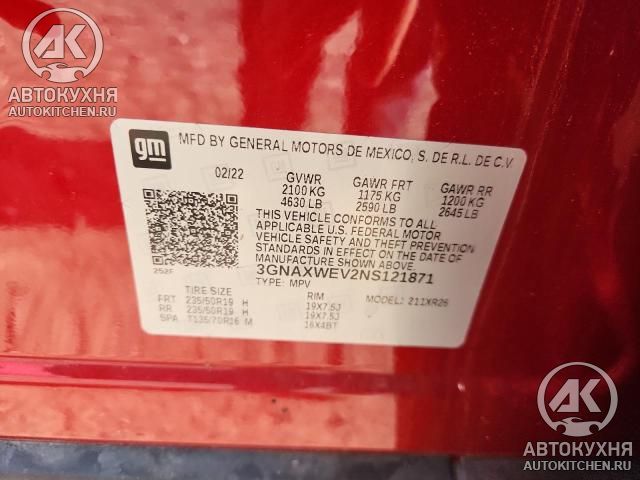 АВТОКУХНЯ
AUTOKITCHEN.RU
gm
MFD BY GENERAL MOTORS DE MEXICO, S. DE R.L. DE C.V.
02/22 GVWR GAWR FRT GAWR RR
2100 KG 1175 KG 1200 KG
4630 LB 2590 LB 2645 LB
THIS VEHICLE CONFORMS TO ALL
APPLICABLE U.S. FEDERAL MOTOR
VEHICLE SAFETY AND THEFT PREVENTION
STANDARDS IN EFFECT ON THE DATE OF
MANUFACTURE SHOWN ABOVE.
252F
3GNAXWEV2NS121871
TYPE: MPV MODEL: 211XR26
TIRE SIZE RIM
FRT 235/50R19 H 19X7.5J
RR 235/50R19 H 19X7.5J
SPA T135/70R16 M 16X4BT
АК
АВТОКУХНЯ
AUTOKITCHEN.RU